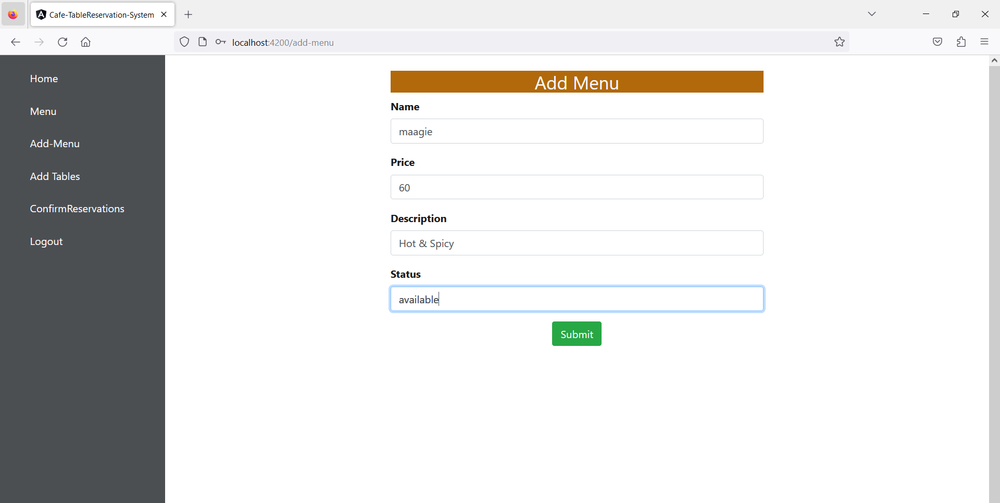 Cafe-TableReservation-System
localhost:4200/add-menu
Home
Menu
Add-Menu
Add Tables
ConfirmReservations
Logout
Add Menu
Name
maagie
Price
60
Description
Hot & Spicy
Status
available
Submit